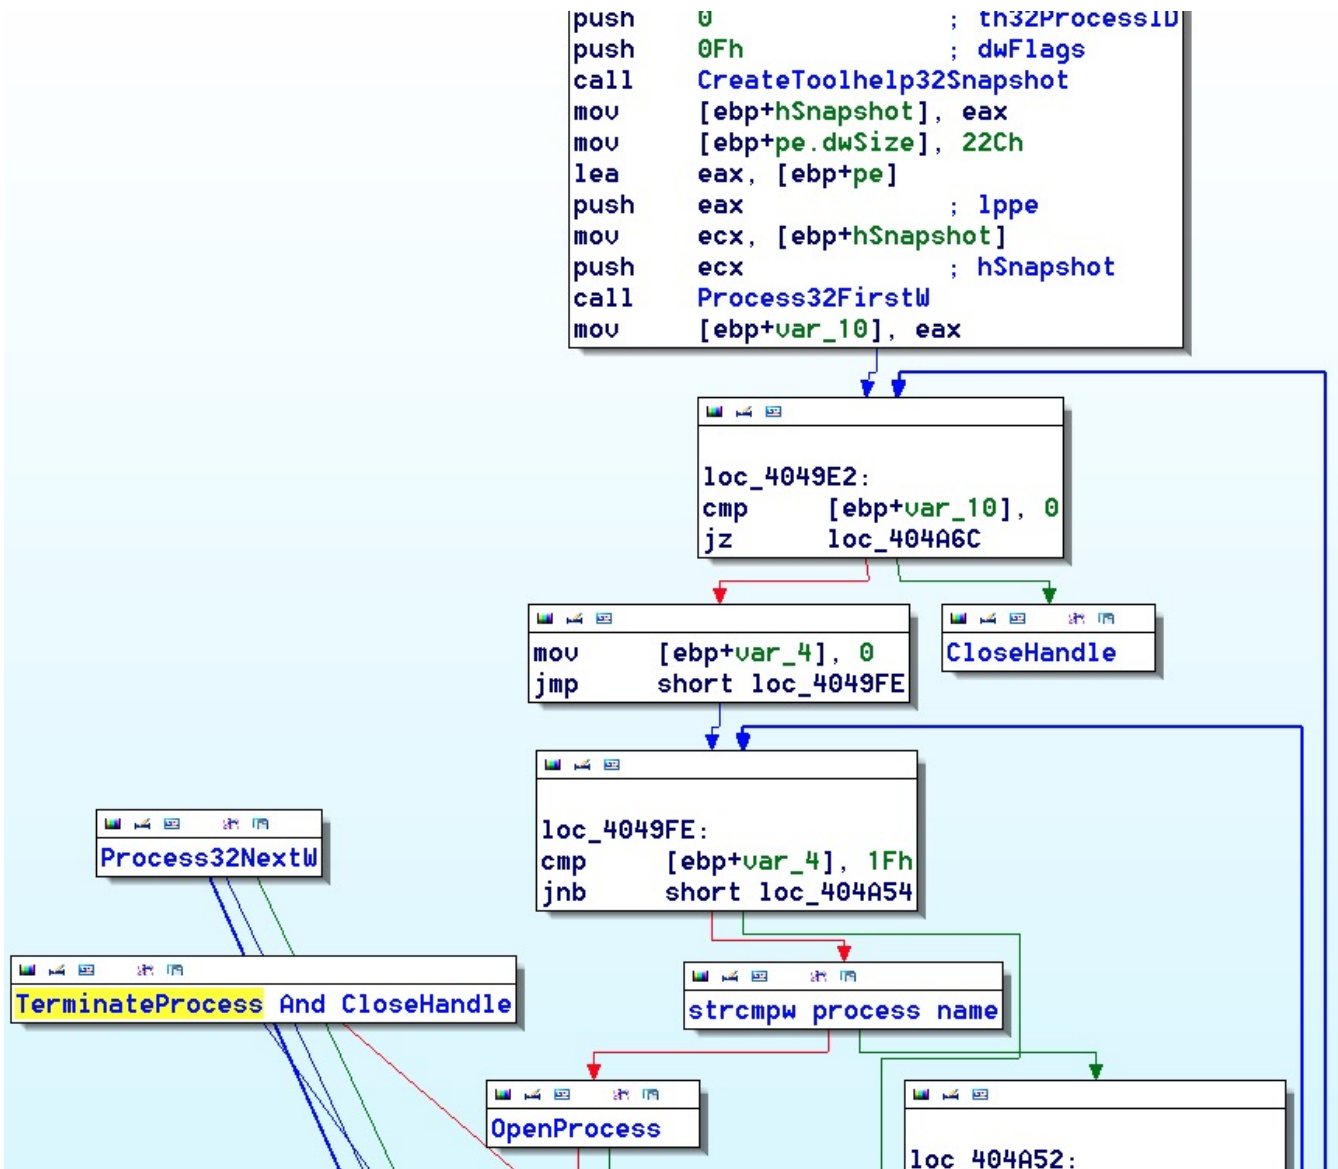 push 0 ; th32ProcessID
push 0Fh ; dwFlags
call CreateToolhelp32Snapshot
mov [ebp+hSnapshot], eax
mov [ebp+pe.dwSize], 22Ch
lea eax, [ebp+pe]
push eax ; lppe
mov ecx, [ebp+hSnapshot]
push ecx ; hSnapshot
call Process32FirstW
mov [ebp+var_10], eax
loc_4049E2:
cmp [ebp+var_10], 0
jz loc_404A6C
mov [ebp+var_4], 0
jmp short loc_4049FE
CloseHandle
loc_4049FE:
cmp [ebp+var_4], 1Fh
jnb short loc_404A54
Process32NextW
TerminateProcess And CloseHandle
strcmpw process name
OpenProcess
loc_404A52: